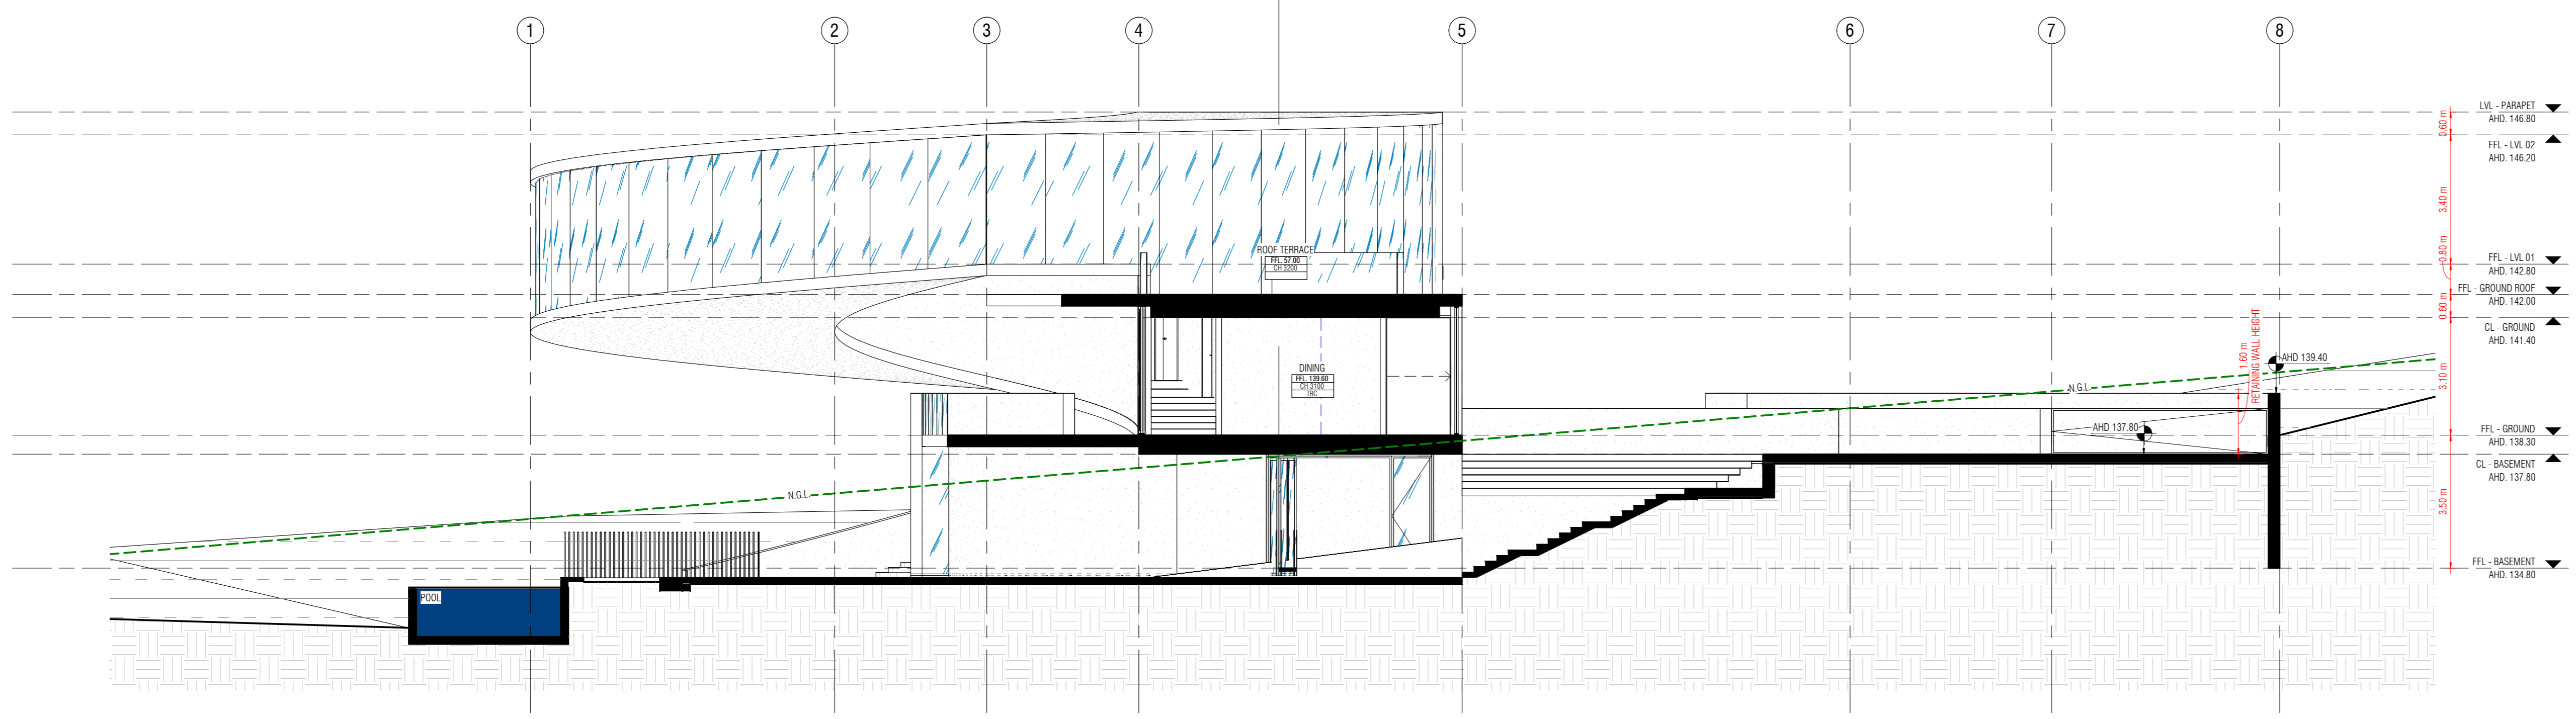 1 2 3 4 5 6 7 8
LVL - PARAPET
AHD. 146.80
0.60 m
FFL - LVL 02
AHD. 146.20
3.40 m
ROOF TERRACE
FFL. 57.00
CH 3200
0.80 m
FFL - LVL 01
AHD. 142.80
FFL - GROUND ROOF
AHD. 142.00
0.60 m
CL - GROUND
AHD. 141.40
1.60 m
RETAINING WALL HEIGHT
AHD 139.40
DINING
FFL. 139.60
CH 3100
TBC
3.10 m
N.G.L.
AHD 137.80
FFL - GROUND
AHD. 138.30
CL - BASEMENT
AHD. 137.80
N.G.L.
3.50 m
FFL - BASEMENT
AHD. 134.80
POOL